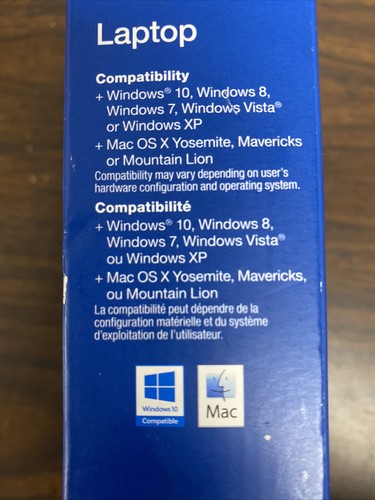 Laptop
Compatibility
+ Windows® 10, Windows 8,
Windows 7, Windows Vista®
or Windows XP
+ Mac OS X Yosemite, Mavericks
or Mountain Lion
Compatibility may vary depending on user's
hardware configuration and operating system.
Compatibilité
+ Windows® 10, Windows 8,
Windows 7, Windows Vista®
ou Windows XP
+ Mac OS X Yosemite, Mavericks,
ou Mountain Lion
La compatibilité peut dépendre de la
configuration matérielle et du système
d'exploitation de l'utilisateur.
Windows 10
Compatible
Mac